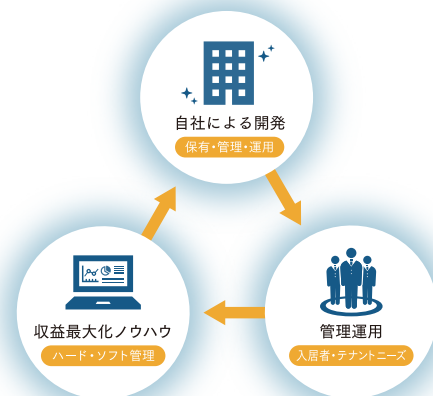 自社による開発
保有・管理・運用
収益最大化ノウハウ
ハード・ソフト管理
管理運用
入居者・テナントニーズ